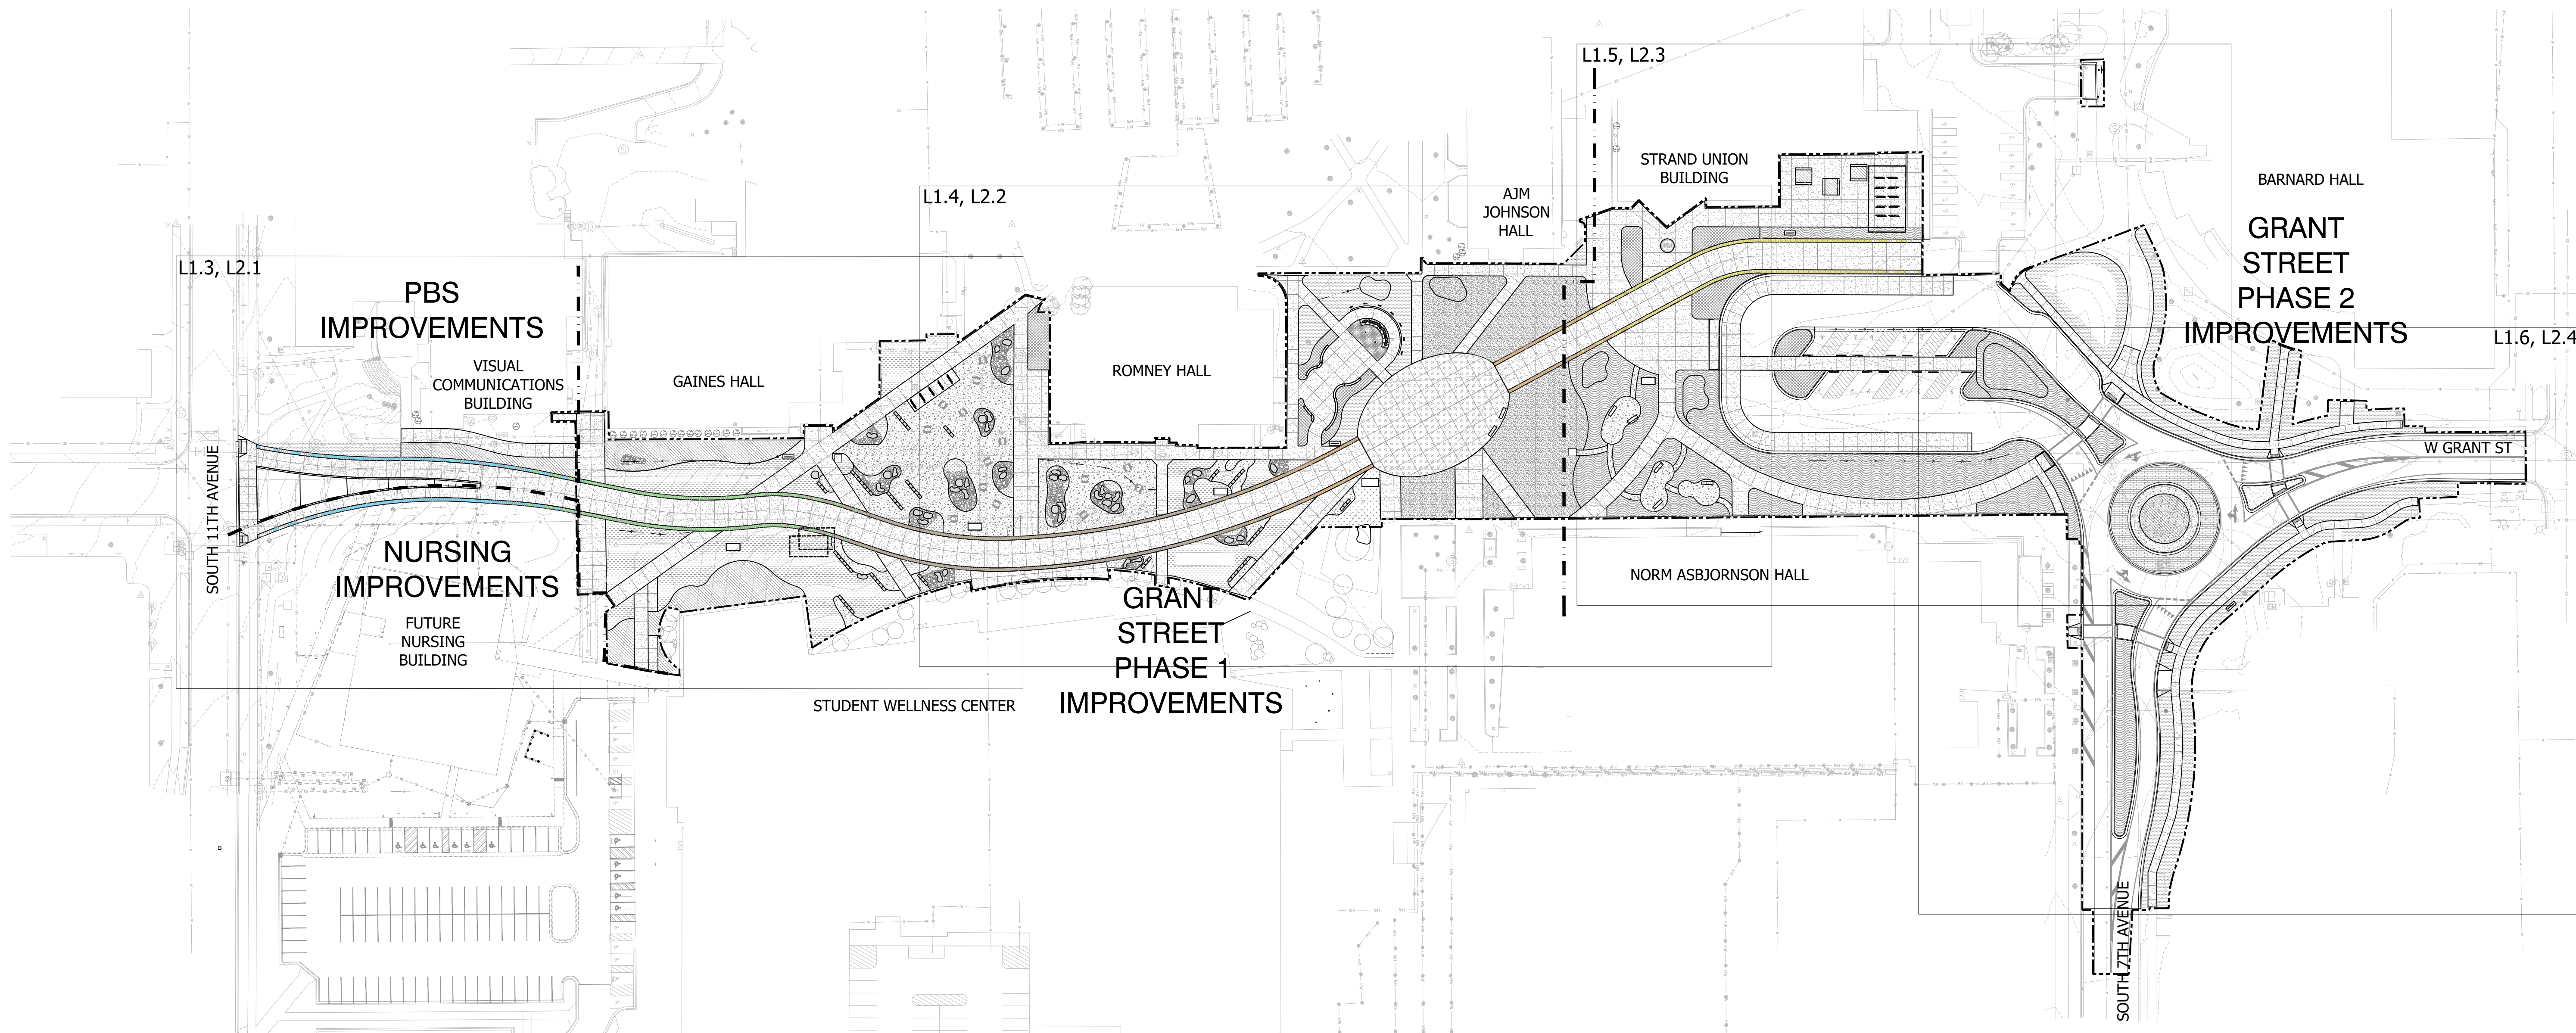 L1.5, L2.3
STRAND UNION
BUILDING
BARNARD HALL
L1.4, L2.2
AJM
JOHNSON
HALL
GRANT
STREET
PHASE 2
IMPROVEMENTS
L1.3, L2.1
PBS
IMPROVEMENTS
L1.6, L2.4
VISUAL
COMMUNICATIONS
BUILDING
GAINES HALL
ROMNEY HALL
W GRANT ST
SOUTH 11TH AVENUE
NURSING
IMPROVEMENTS
NORM ASBJORNSON HALL
FUTURE
NURSING
BUILDING
GRANT
STREET
PHASE 1
IMPROVEMENTS
STUDENT WELLNESS CENTER
SOUTH 7TH AVENUE